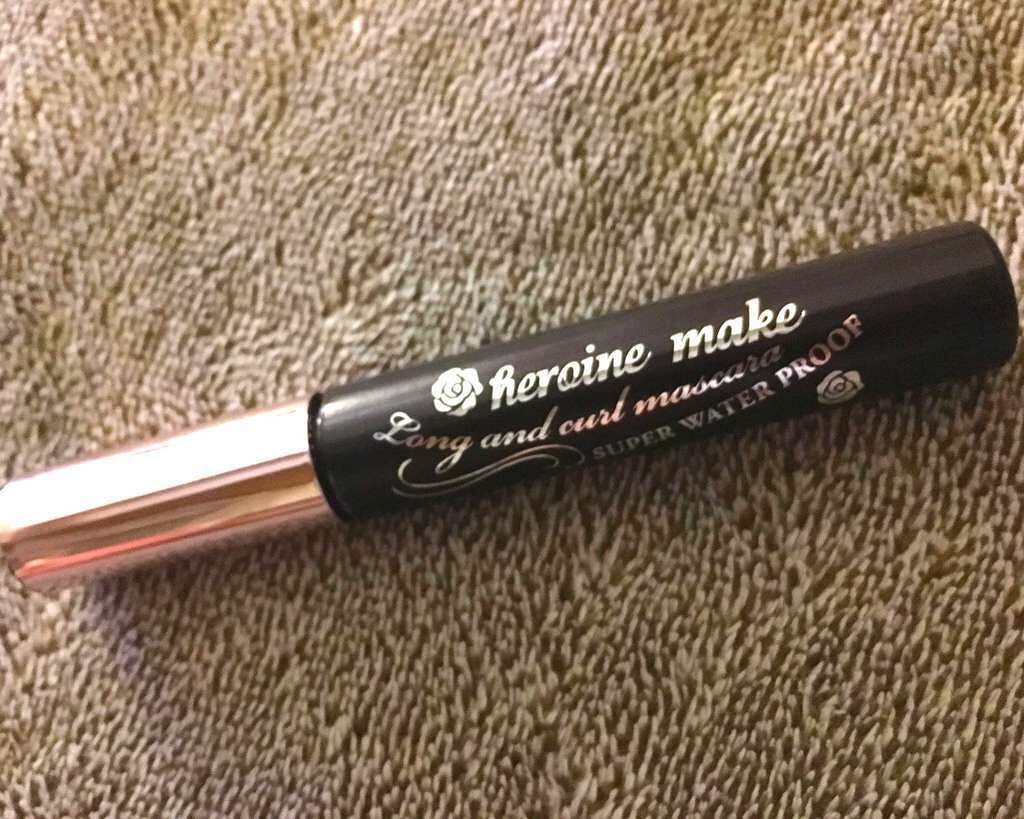 heroine make
Long and curl mascara
SUPER WATER PROOF